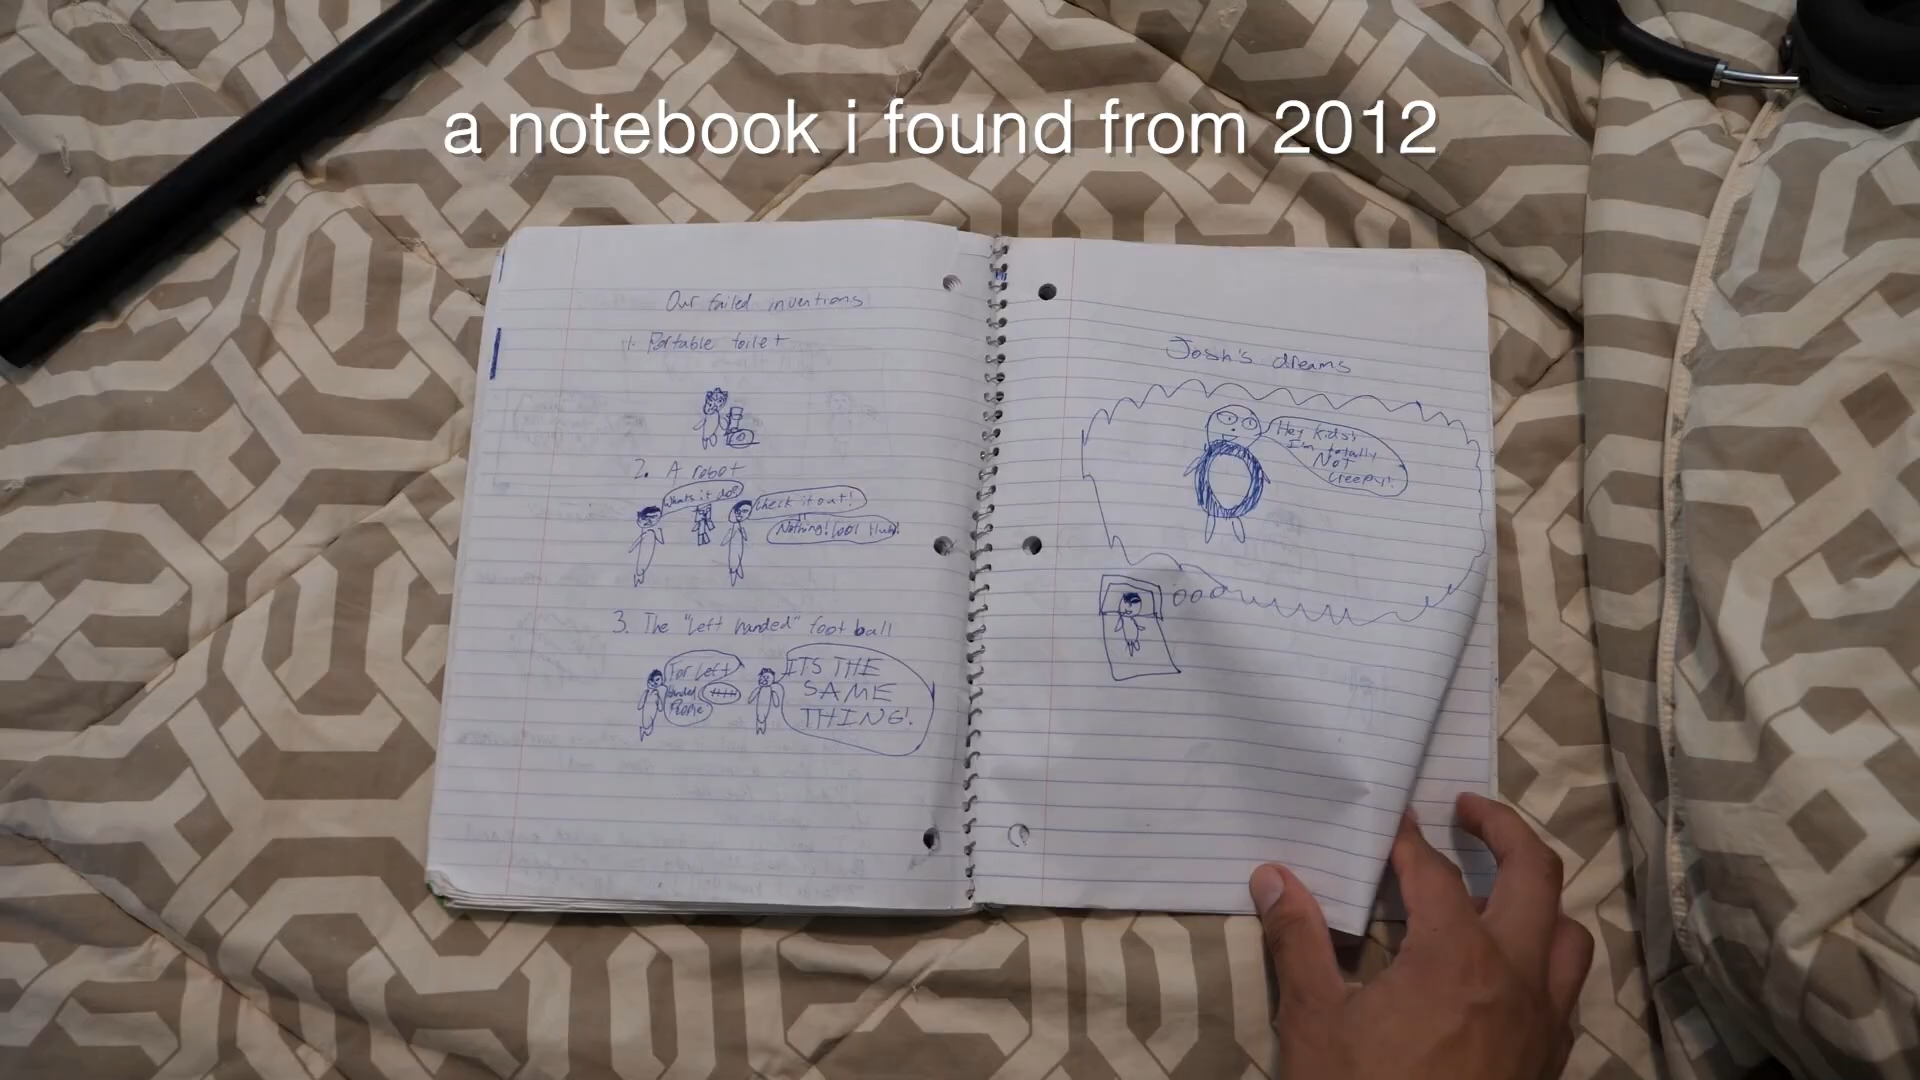 a notebook i found from 2012
Our failed inventions
1. Portable toilet
2. A robot
Whats it do?
Check it out!
Nothing! Cool Huh!
3. The "Left handed" foot ball
For Left
handed
People
ITS THE
SAME
THING!
Josh's dreams
Hey kids!
I'm totally
NOT
creepy!